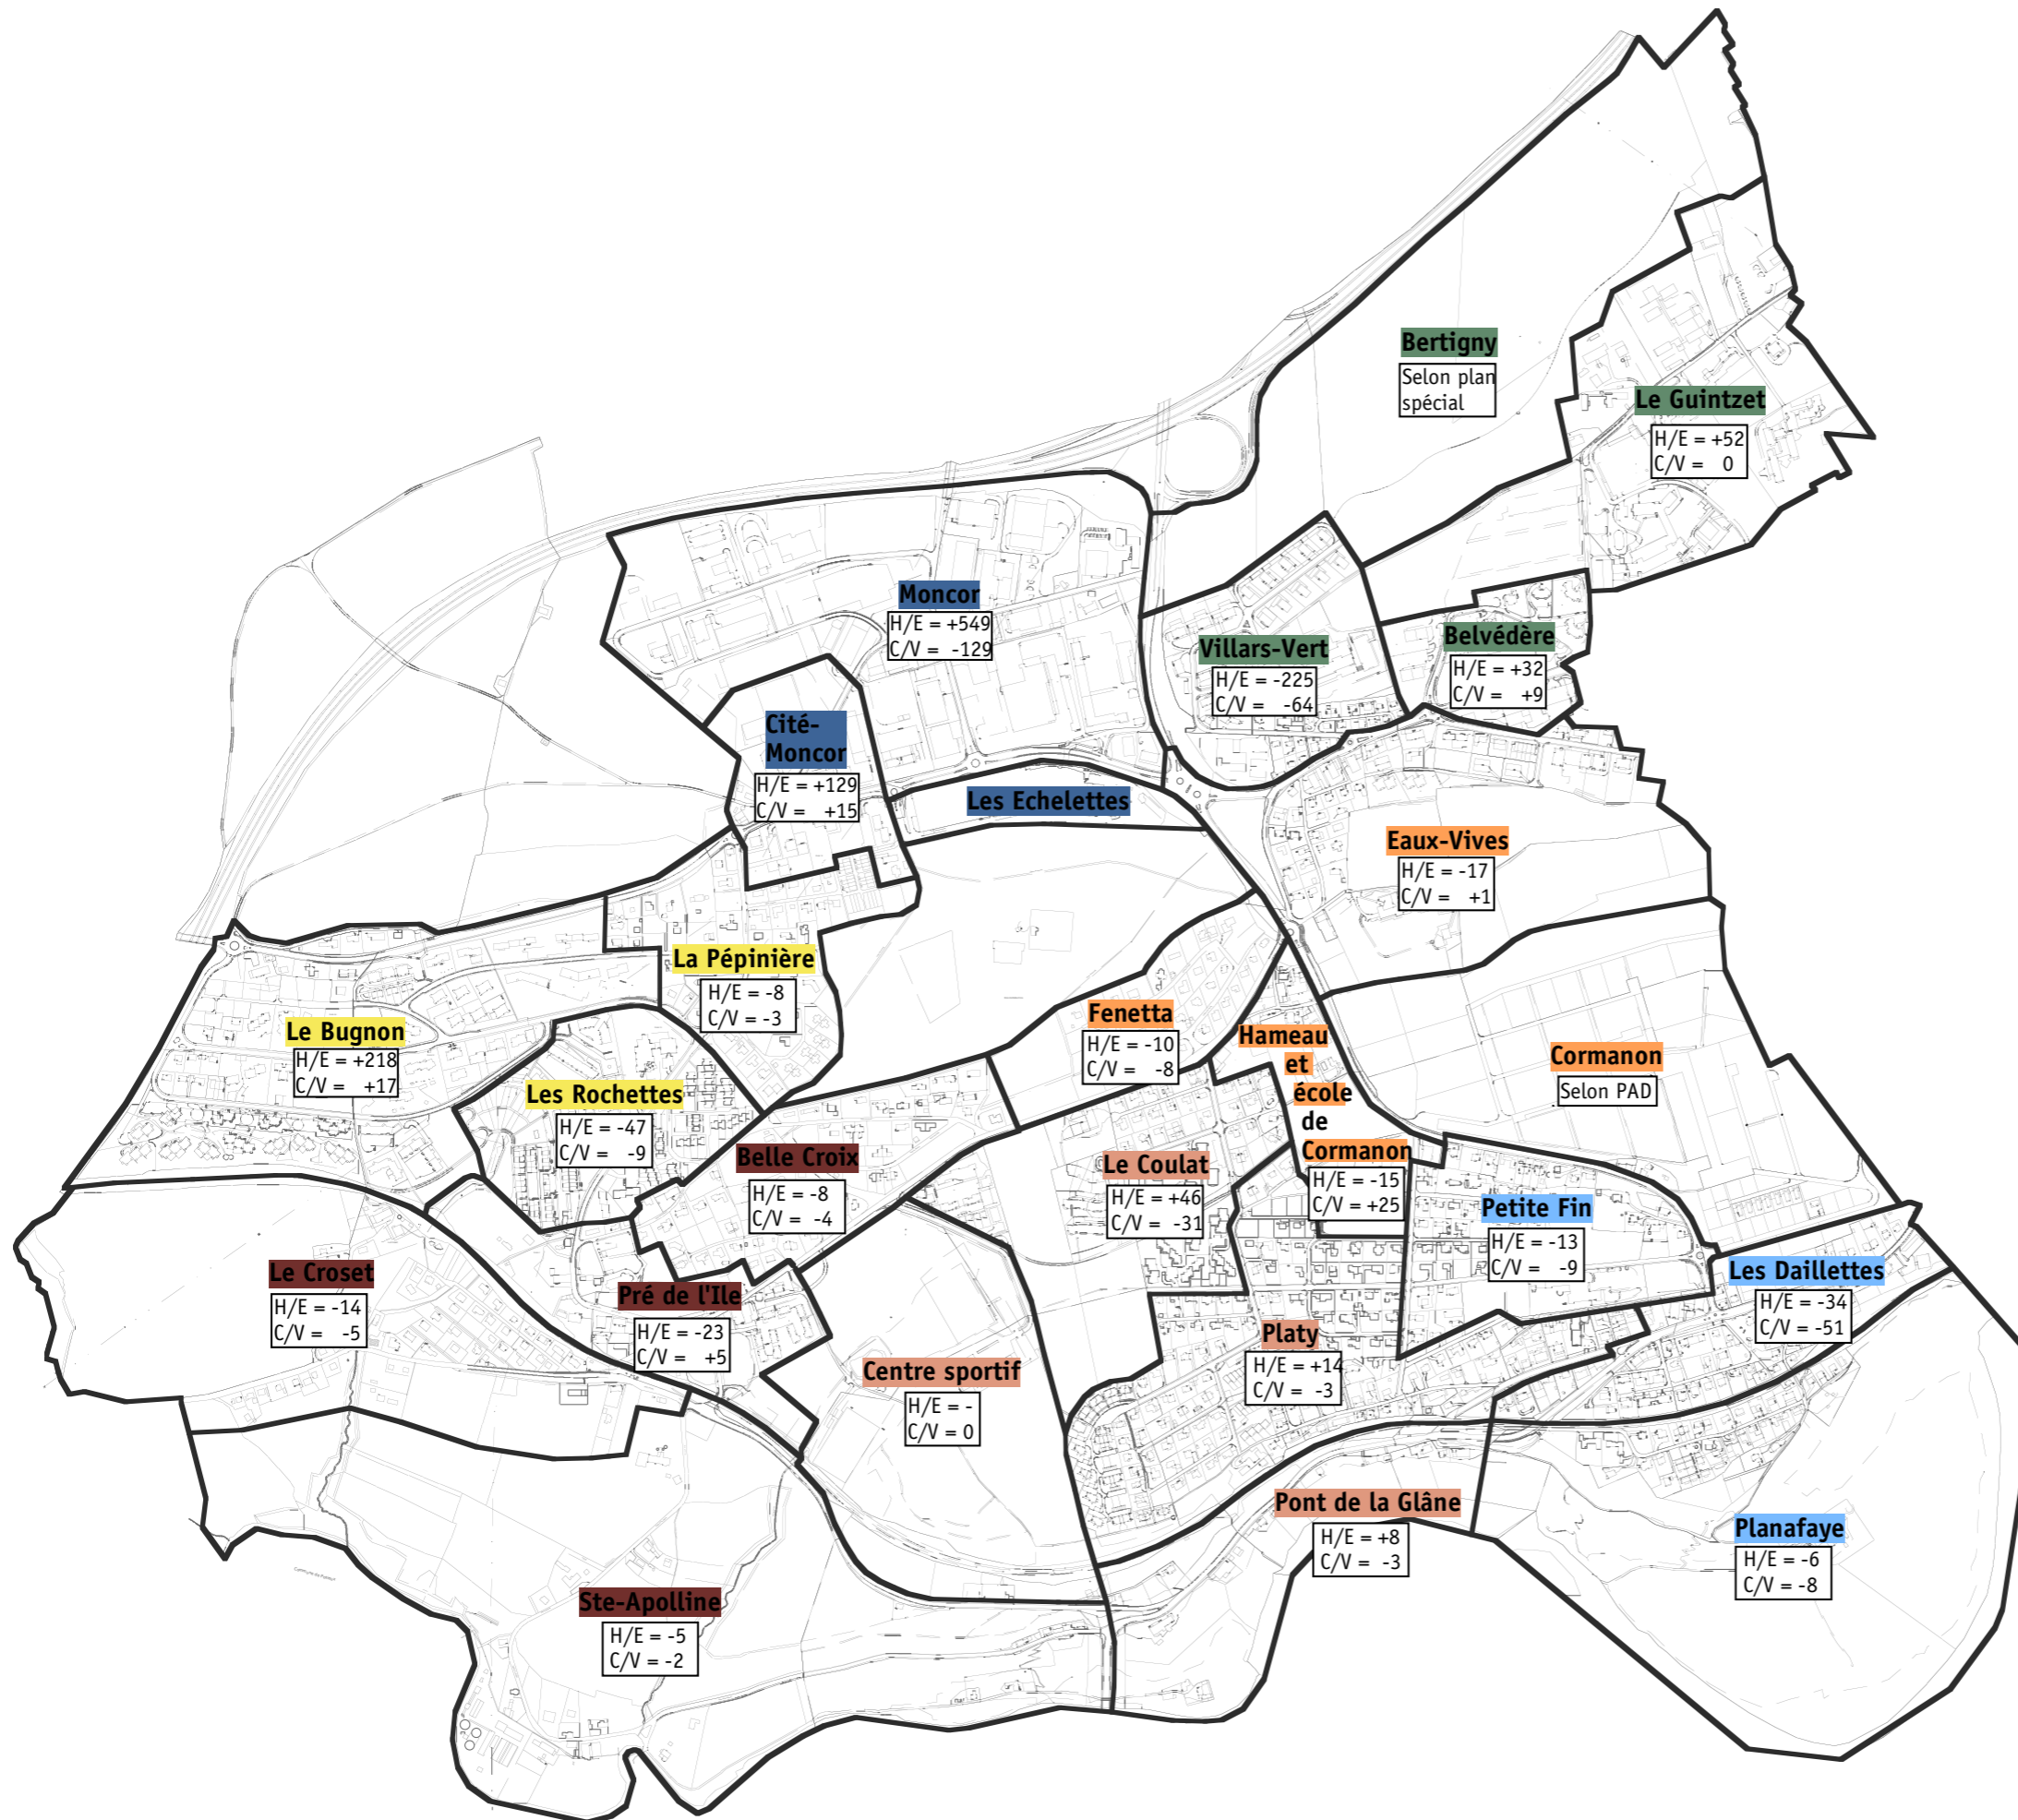 Bertigny
Selon plan
spécial
Le Guintzet
H/E = +52
C/V = 0
Moncor
H/E = +549
C/V = -129
Villars-Vert
H/E = -225
C/V = -64
Belvédère
H/E = +32
C/V = +9
Cité-
Moncor
H/E = +129
C/V = +15
Les Echelettes
Eaux-Vives
H/E = -17
C/V = +1
La Pépinière
H/E = -8
C/V = -3
Le Bugnon
H/E = +218
C/V = +17
Fenetta
H/E = -10
C/V = -8
Hameau
et
école
de
Cormanon
H/E = -15
C/V = +25
Cormanon
Selon PAD
Les Rochettes
H/E = -47
C/V = -9
Belle Croix
H/E = -8
C/V = -4
Le Coulat
H/E = +46
C/V = -31
Petite Fin
H/E = -13
C/V = -9
Le Croset
H/E = -14
C/V = -5
Pré de l'Ile
H/E = -23
C/V = +5
Les Daillettes
H/E = -34
C/V = -51
Platy
H/E = +14
C/V = -3
Centre sportif
H/E = -
C/V = 0
Pont de la Glâne
H/E = +8
C/V = -3
Planafaye
H/E = -6
C/V = -8
Ste-Apolline
H/E = -5
C/V = -2